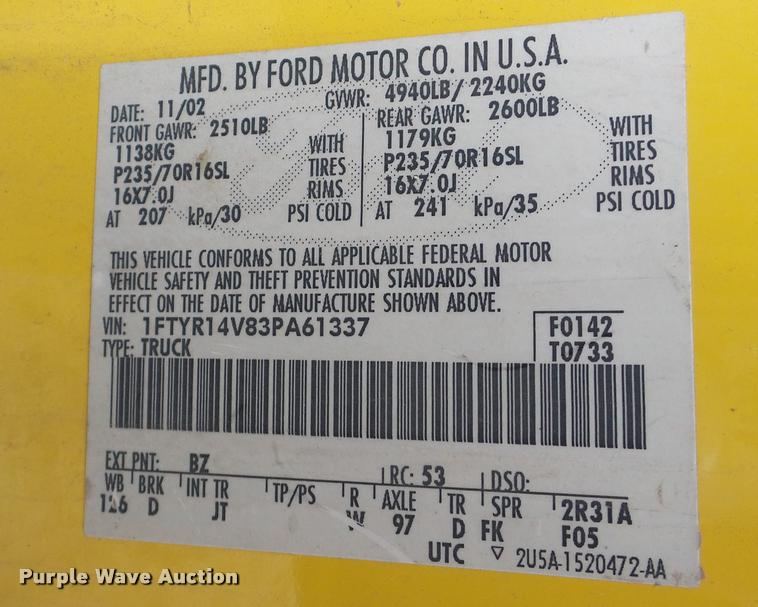 MFD. BY FORD MOTOR CO. IN U.S.A.
DATE: 11/02 GVWR: 4940LB/ 2240KG
FRONT GAWR: 2510LB REAR GAWR: 2600LB
1138KG WITH 1179KG WITH
P235/70R16SL TIRES P235/70R16SL TIRES
16X7.0J RIMS 16X7.0J RIMS
AT 207 kPa/30 PSI COLD AT 241 kPa/35 PSI COLD
THIS VEHICLE CONFORMS TO ALL APPLICABLE FEDERAL MOTOR
VEHICLE SAFETY AND THEFT PREVENTION STANDARDS IN
EFFECT ON THE DATE OF MANUFACTURE SHOWN ABOVE.
VIN: 1FTYR14V83PA61337 F0142
TYPE: TRUCK T0733
EXT PNT: BZ RC: 53 DSO:
WB BRK INT TR TP/PS R AXLE TR SPR 2R31A
126 D JT W 97 D FK F05
UTC ▽ 2U5A-1520472-AA
Purple Wave Auction